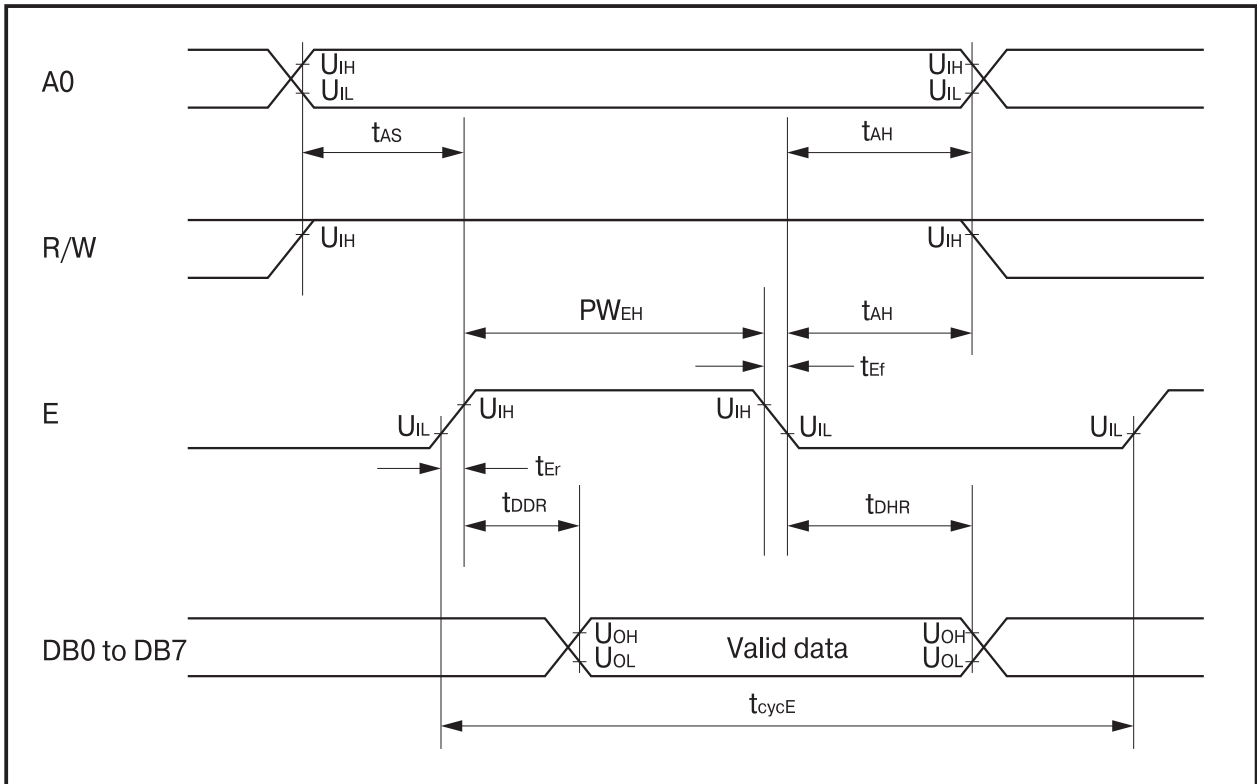 A0
UIH
UIL
UIH
UIL
tAS
tAH
R/W
UIH
UIH
PWEH
tAH
tEf
E
UIL
UIH
UIH
UIL
UIL
tEr
tDDR
tDHR
DB0 to DB7
UOH
UOL
Valid data
UOH
UOL
tcycE